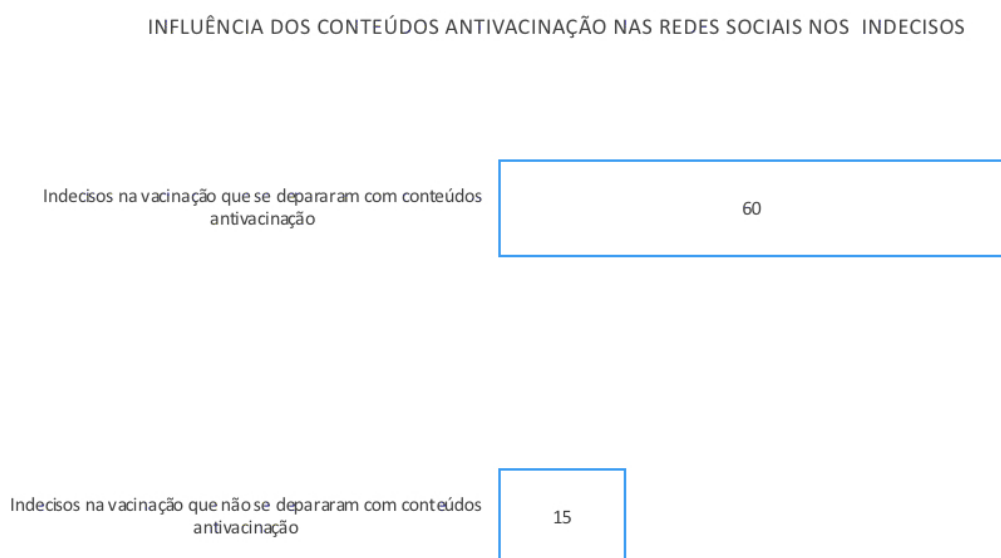 INFLUÊNCIA DOS CONTEÚDOS ANTIVACINAÇÃO NAS REDES SOCIAIS NOS INDECISOS
Indecisos na vacinação que se depararam com conteúdos
antivacinação
60
Indecisos na vacinação que não se depararam com conteúdos
antivacinação
15